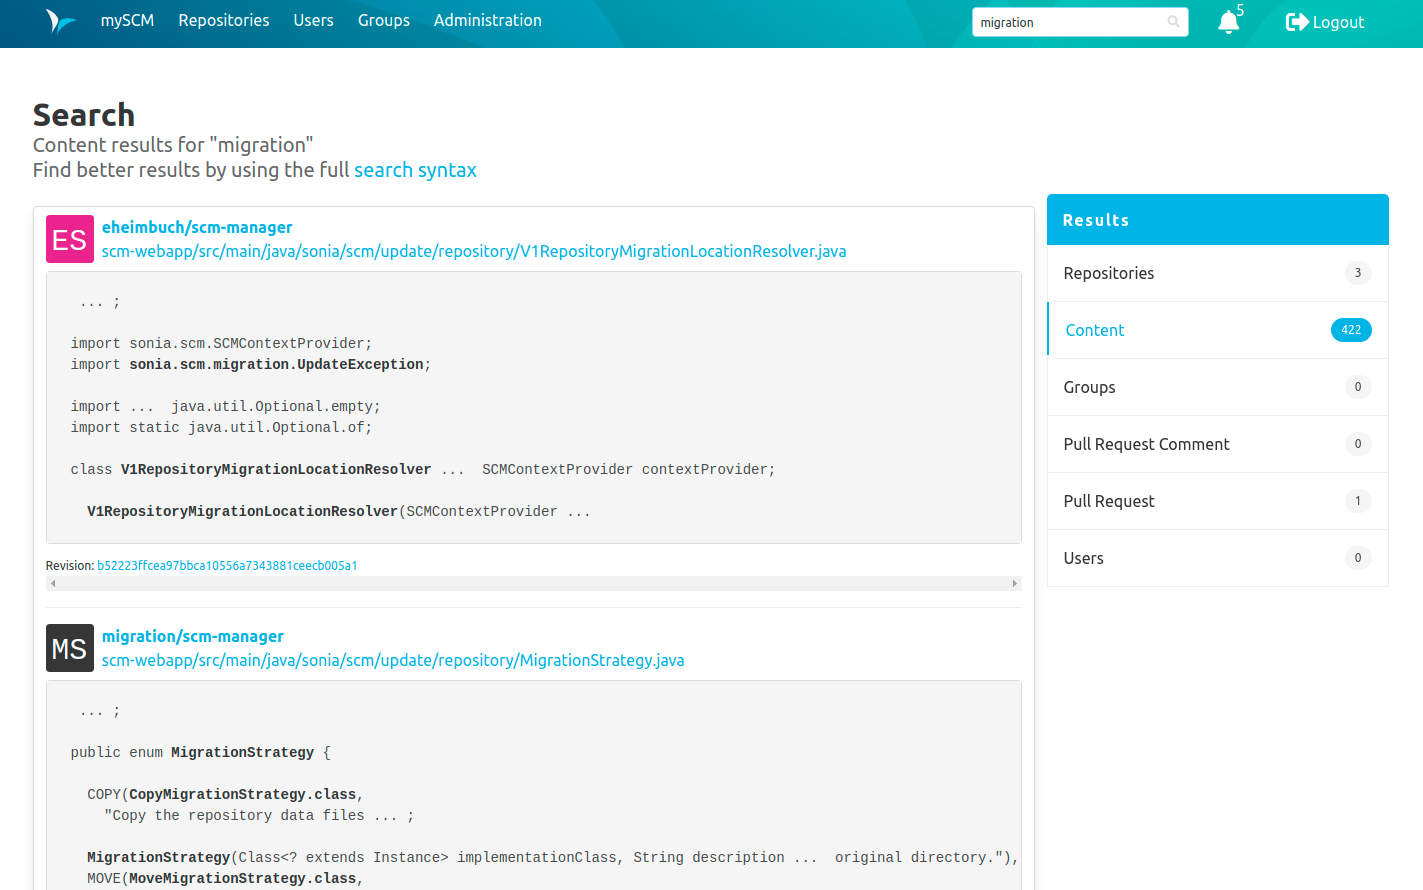 mySCM Repositories Users Groups Administration migration 5 Logout
Search
Content results for "migration"
Find better results by using the full search syntax
ES eheimbuch/scm-manager
scm-webapp/src/main/java/sonia/scm/update/repository/V1RepositoryMigrationLocationResolver.java
... ;
import sonia.scm.SCMContextProvider;
import sonia.scm.migration.UpdateException;
import ...  java.util.Optional.empty;
import static java.util.Optional.of;
class V1RepositoryMigrationLocationResolver ...  SCMContextProvider contextProvider;
V1RepositoryMigrationLocationResolver(SCMContextProvider ...
Revision: b52223ffcea97bbca10556a7343881ceecb005a1
MS migration/scm-manager
scm-webapp/src/main/java/sonia/scm/update/repository/MigrationStrategy.java
... ;
public enum MigrationStrategy {
COPY(CopyMigrationStrategy.class,
"Copy the repository data files ... ;
MigrationStrategy(Class<? extends Instance> implementationClass, String description ...  original directory."),
MOVE(MoveMigrationStrategy.class,
Results
Repositories 3
Content 422
Groups 0
Pull Request Comment 0
Pull Request 1
Users 0